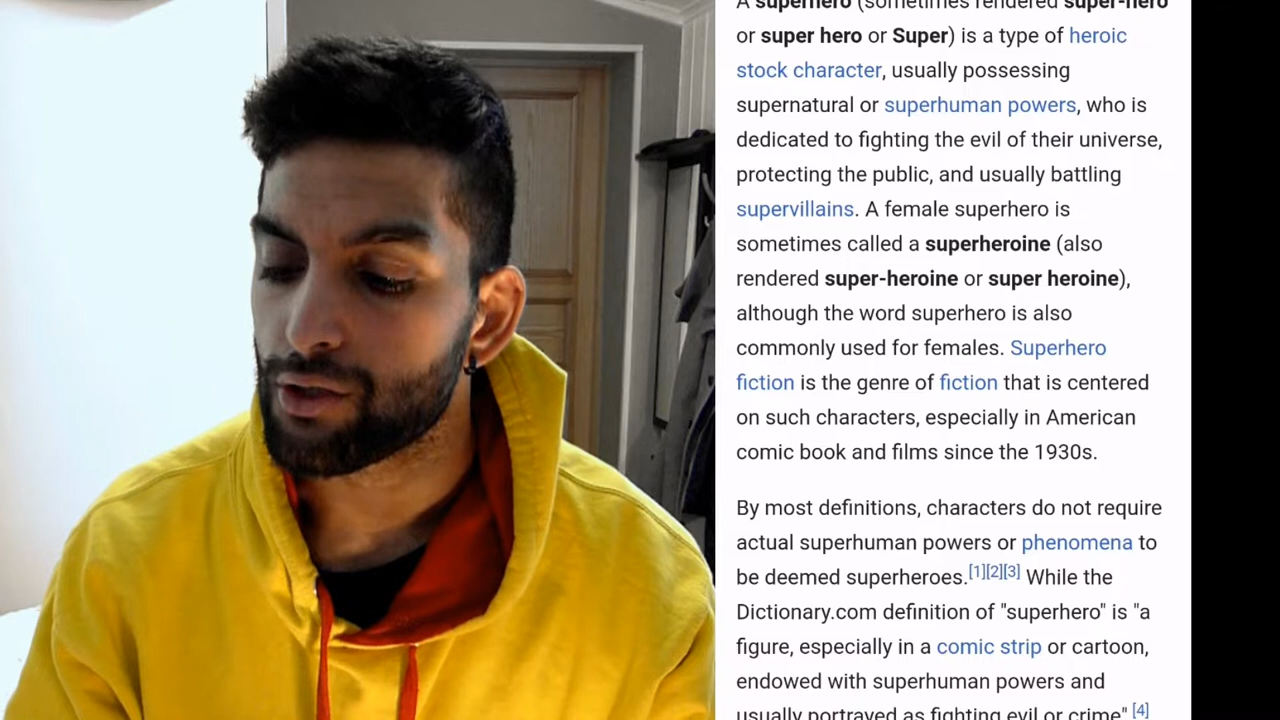 A superhero (sometimes rendered super-hero
or super hero or Super) is a type of heroic
stock character, usually possessing
supernatural or superhuman powers, who is
dedicated to fighting the evil of their universe,
protecting the public, and usually battling
supervillains. A female superhero is
sometimes called a superheroine (also
rendered super-heroine or super heroine),
although the word superhero is also
commonly used for females. Superhero
fiction is the genre of fiction that is centered
on such characters, especially in American
comic book and films since the 1930s.
By most definitions, characters do not require
actual superhuman powers or phenomena to
be deemed superheroes.[1][2][3] While the
Dictionary.com definition of "superhero" is "a
figure, especially in a comic strip or cartoon,
endowed with superhuman powers and
usually portrayed as fighting evil or crime",[4]